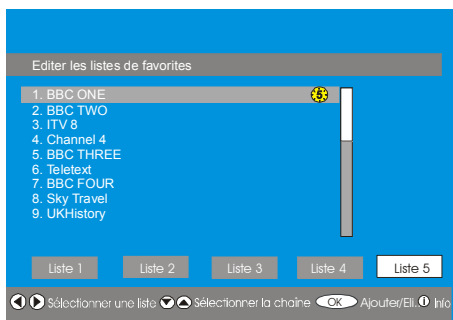 Editer les listes de favorites
1. BBC ONE 5
2. BBC TWO
3. ITV 8
4. Channel 4
5. BBC THREE
6. Teletext
7. BBC FOUR
8. Sky Travel
9. UKHistory
Liste 1 Liste 2 Liste 3 Liste 4 Liste 5
Sélectionner une liste Sélectionner la chaîne OK Ajouter/Eli. i Info